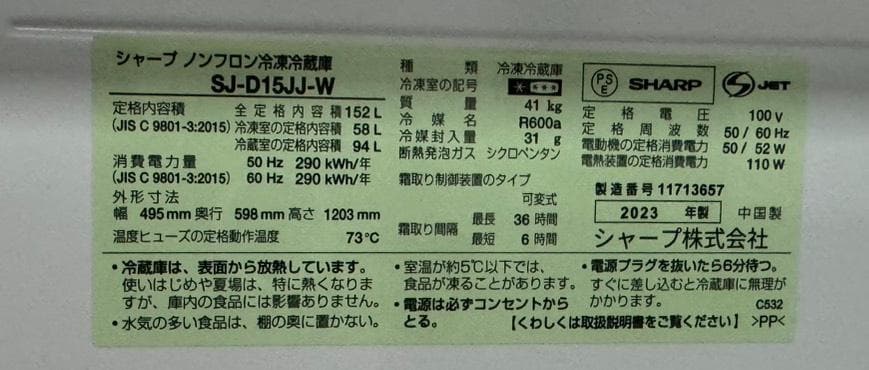 シャープ ノンフロン冷凍冷蔵庫
SJ-D15JJ-W
定格内容積 全定格内容積 152 L
(JIS C 9801-3:2015) 冷凍室の定格内容積 58 L
冷蔵室の定格内容積 94 L
消費電力量 50 Hz 290 kWh/年
(JIS C 9801-3:2015) 60 Hz 290 kWh/年
外形寸法
幅 495 mm 奥行 598 mm 高さ 1203 mm
温度ヒューズの定格動作温度 73℃
種類 冷凍冷蔵庫
冷凍室の記号 * ***
質量 41 kg
冷媒名 R600a
冷媒封入量 31 g
断熱発泡ガス シクロペンタン
霜取り制御装置のタイプ
可変式
霜取り間隔 最長 36 時間
最短 6 時間
PSE SHARP JET
定格電圧 100 V
定格周波数 50 / 60 Hz
電動機の定格消費電力 50 / 52 W
電熱装置の定格消費電力 110 W
製造番号 11713657
2023 年製 中国製
シャープ株式会社
・冷蔵庫は、表面から放熱しています。
使いはじめや夏場は、特に熱くなりま
すが、庫内の食品には影響ありません。
・水気の多い食品は、棚の奥に置かない。
・室温が約5℃以下では、
食品が凍ることがあります。
・電源は必ずコンセントから
とる。
・電源プラグを抜いたら6分待つ。
すぐに差し込むと冷蔵庫に無理が
かかります。 C532
【くわしくは取扱説明書をご覧ください】 >PP<